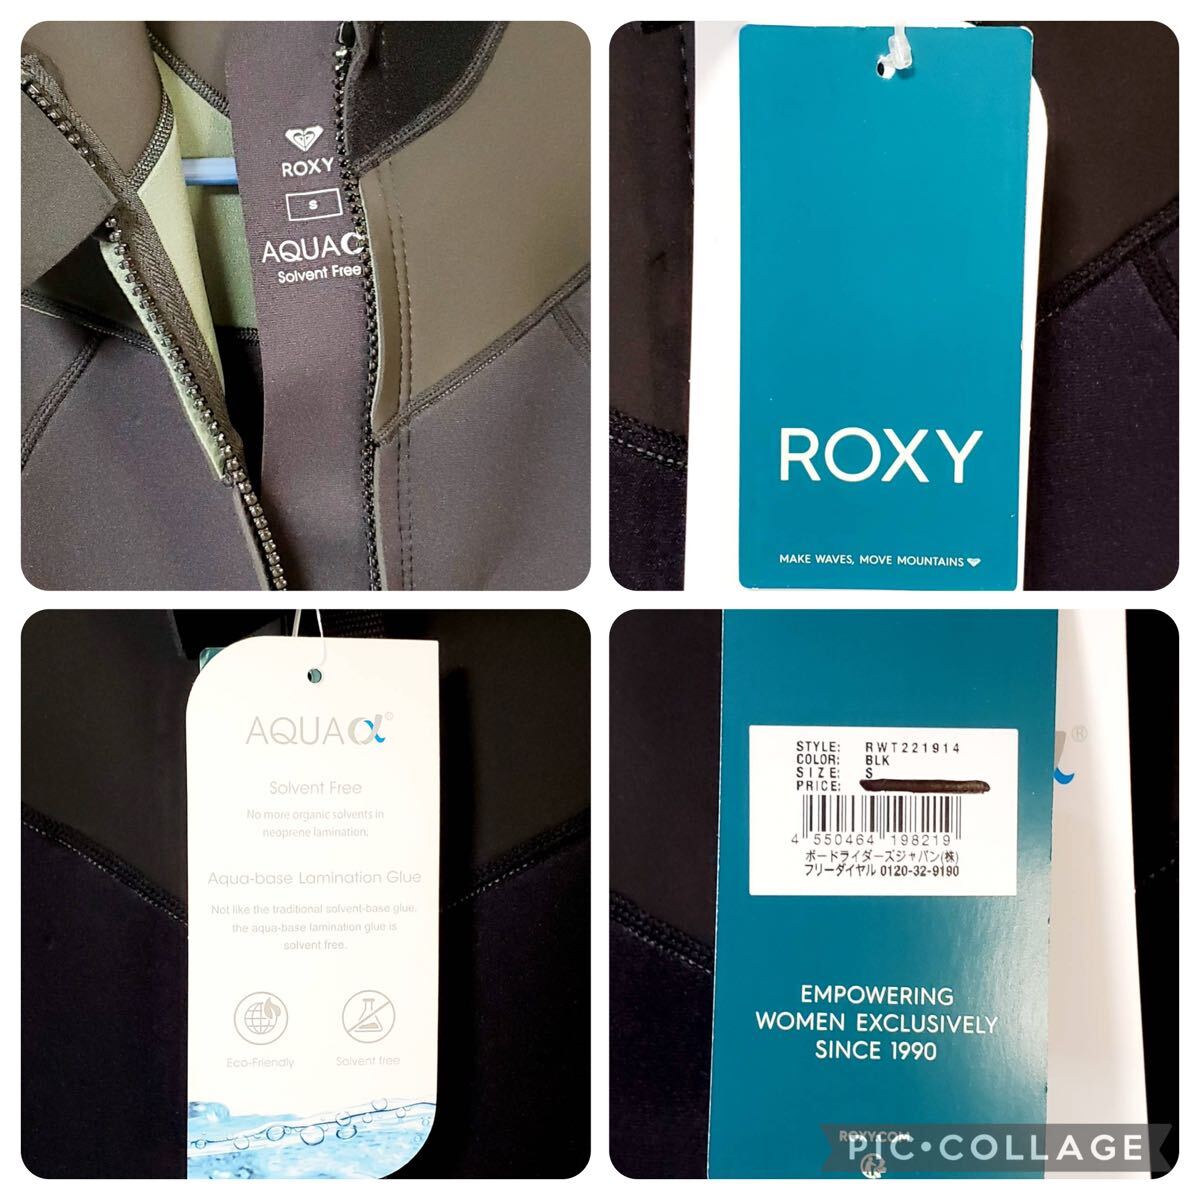 ROXY
S
AQUAα
Solvent Free
ROXY
MAKE WAVES, MOVE MOUNTAINS
AQUAα®
Solvent Free
No more organic solvents in
neoprene lamination.
Aqua-base Lamination Glue
Not like the traditional solvent-base glue.
the aqua-base lamination glue is
solvent free.
Eco-Friendly
Solvent free
STYLE: RWT221914
COLOR: BLK
SIZE: S
PRICE:
4 550464 198219
ボードライダーズジャパン(株)
フリーダイヤル 0120-32-9190
α®
EMPOWERING
WOMEN EXCLUSIVELY
SINCE 1990
ROXY.COM
PIC•COLLAGE